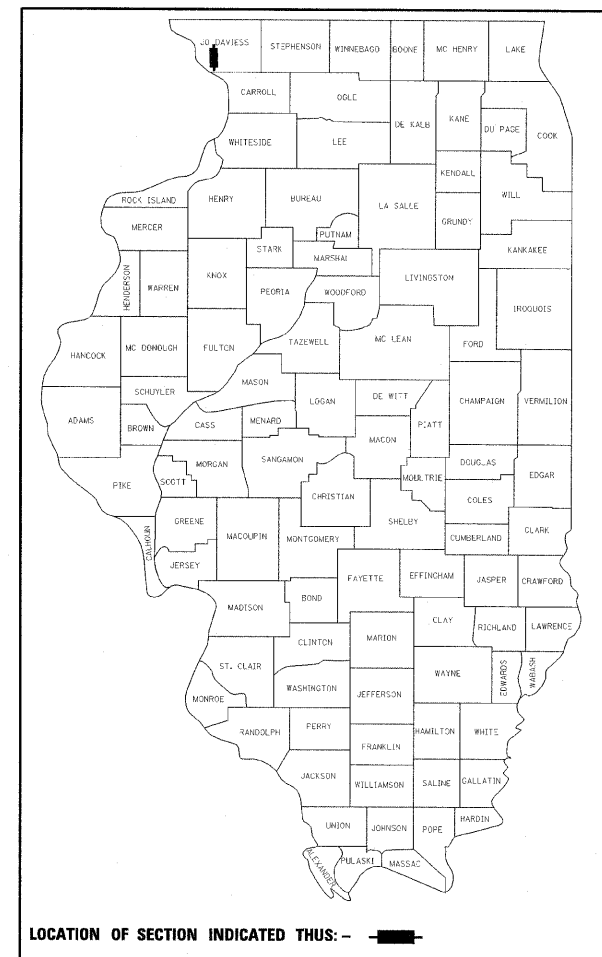 JO DAVIESS STEPHENSON WINNEBAGO BOONE MC HENRY LAKE
CARROLL OGLE DE KALB KANE DU PAGE COOK
WHITESIDE LEE
KENDALL WILL
ROCK ISLAND HENRY BUREAU LA SALLE GRUNDY
MERCER PUTNAM
STARK MARSHALL KANKAKEE
HENDERSON WARREN KNOX PEORIA WOODFORD LIVINGSTON IROQUOIS
HANCOCK MC DONOUGH FULTON TAZEWELL MC LEAN FORD
MASON
SCHUYLER LOGAN DE WITT CHAMPAIGN VERMILION
ADAMS BROWN CASS MENARD PIATT
MACON
MORGAN SANGAMON DOUGLAS
PIKE SCOTT CHRISTIAN MOULTRIE COLES EDGAR
GREENE MACOUPIN MONTGOMERY SHELBY
CALHOUN CUMBERLAND CLARK
JERSEY FAYETTE EFFINGHAM JASPER CRAWFORD
MADISON BOND
CLAY RICHLAND LAWRENCE
CLINTON MARION
ST. CLAIR WAYNE EDWARDS WABASH
MONROE WASHINGTON JEFFERSON
RANDOLPH PERRY HAMILTON WHITE
FRANKLIN
JACKSON WILLIAMSON SALINE GALLATIN
UNION JOHNSON POPE HARDIN
ALEXANDER PULASKI MASSAC
LOCATION OF SECTION INDICATED THUS: –